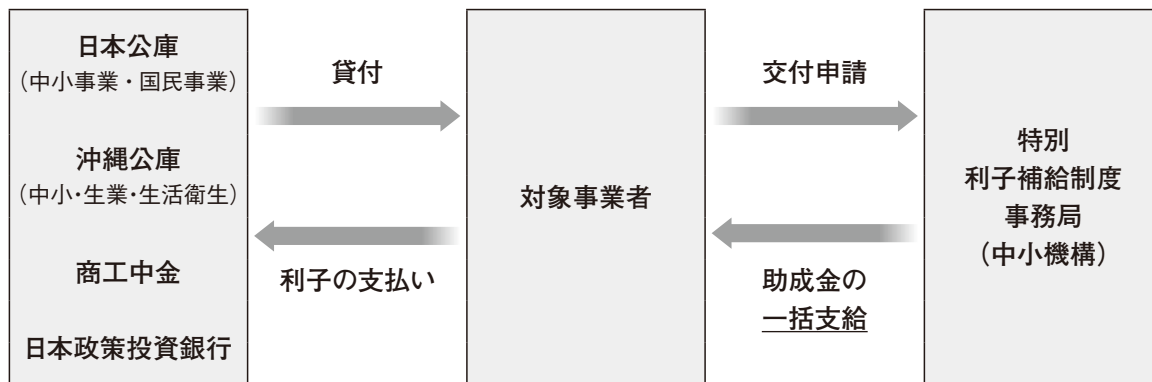 日本公庫
（中小事業・国民事業）
沖縄公庫
（中小・生業・生活衛生）
商工中金
日本政策投資銀行
貸付
利子の支払い
対象事業者
交付申請
助成金の
一括支給
特別
利子補給制度
事務局
（中小機構）